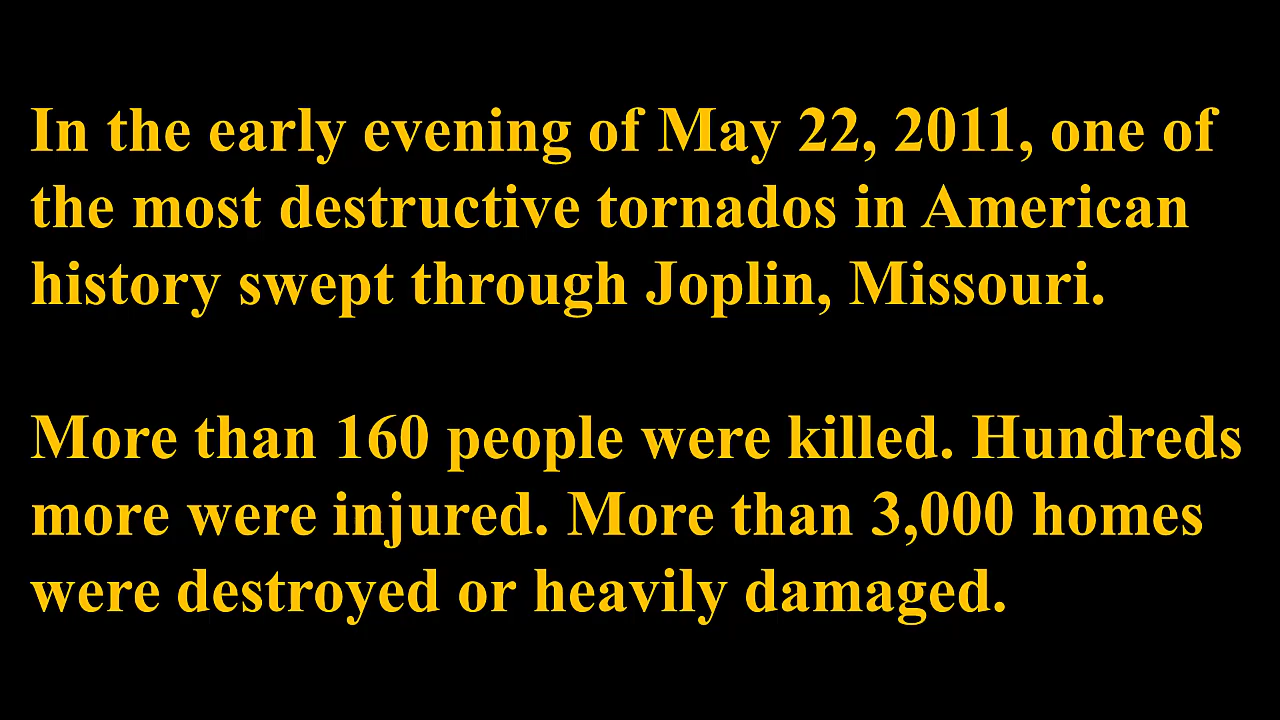 In the early evening of May 22, 2011, one of
the most destructive tornados in American
history swept through Joplin, Missouri.
More than 160 people were killed. Hundreds
more were injured. More than 3,000 homes
were destroyed or heavily damaged.